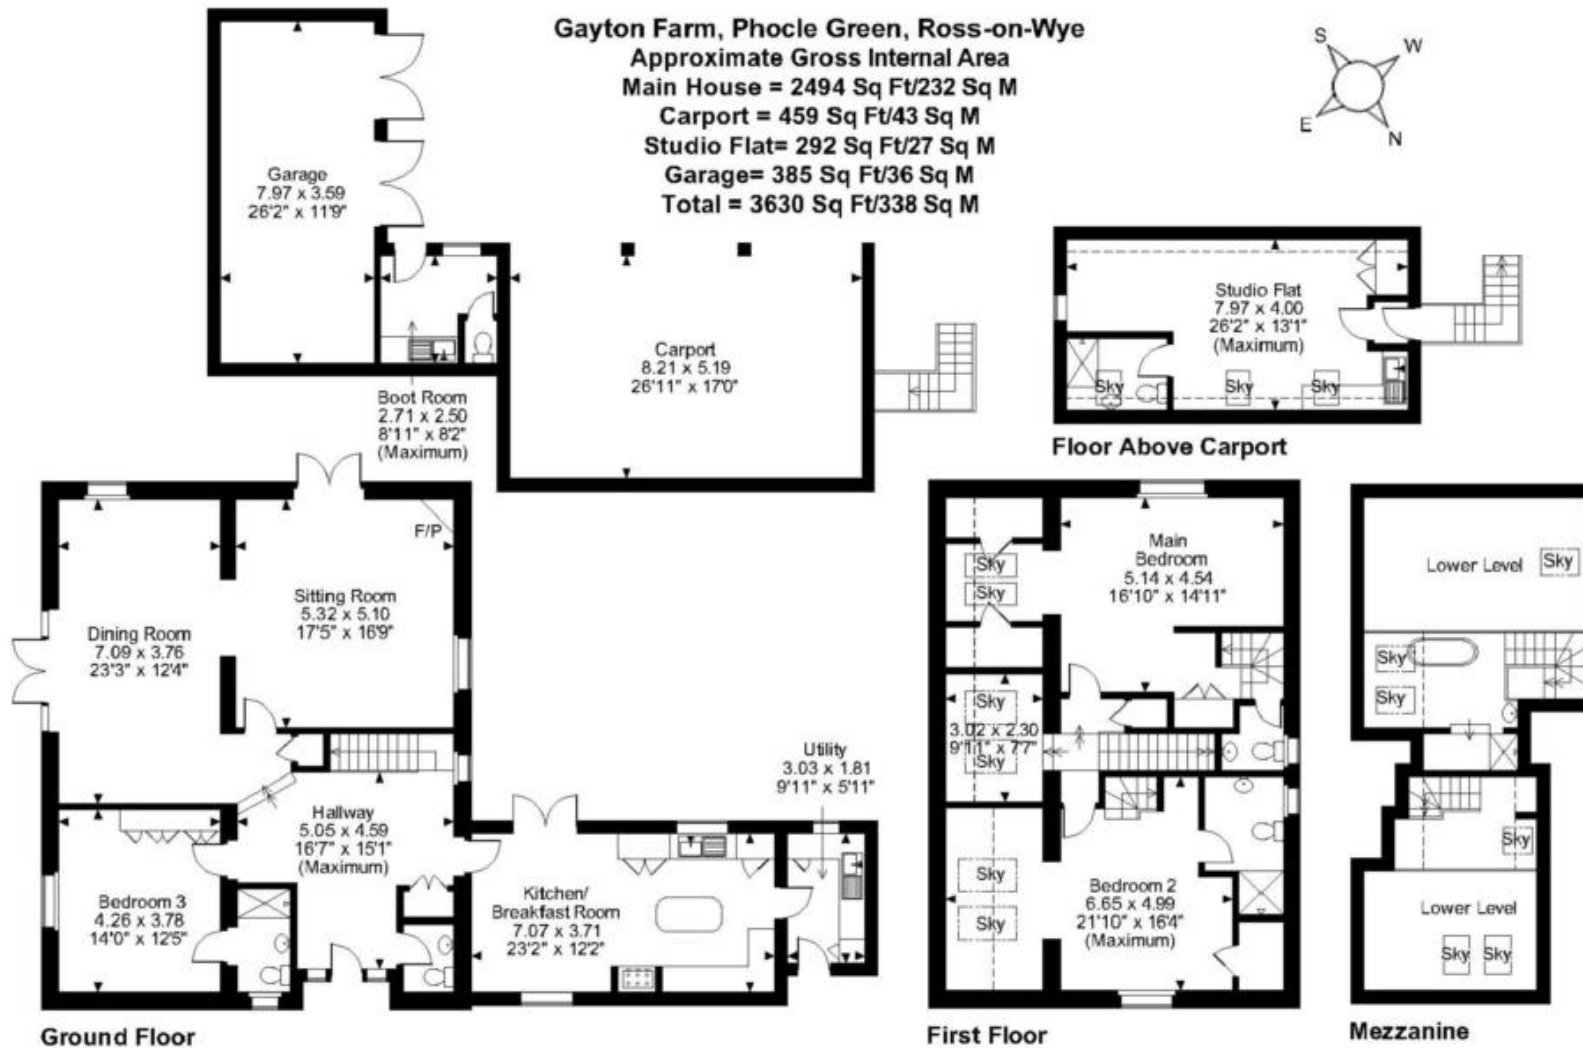 Gayton Farm, Phocle Green, Ross-on-Wye
Approximate Gross Internal Area
Main House = 2494 Sq Ft/232 Sq M
Carport = 459 Sq Ft/43 Sq M
Studio Flat= 292 Sq Ft/27 Sq M
Garage= 385 Sq Ft/36 Sq M
Total = 3630 Sq Ft/338 Sq M
S
W
E
N
Garage
7.97 x 3.59
26'2" x 11'9"
Boot Room
2.71 x 2.50
8'11" x 8'2"
(Maximum)
Carport
8.21 x 5.19
26'11" x 17'0"
Studio Flat
7.97 x 4.00
26'2" x 13'1"
(Maximum)
Sky
Sky
Sky
Floor Above Carport
F/P
Sitting Room
5.32 x 5.10
17'5" x 16'9"
Dining Room
7.09 x 3.76
23'3" x 12'4"
Hallway
5.05 x 4.59
16'7" x 15'1"
(Maximum)
Utility
3.03 x 1.81
9'11" x 5'11"
Bedroom 3
4.26 x 3.78
14'0" x 12'5"
Kitchen/
Breakfast Room
7.07 x 3.71
23'2" x 12'2"
Ground Floor
Main
Bedroom
5.14 x 4.54
16'10" x 14'11"
Sky
Sky
Sky
3.02 x 2.30
9'11" x 7'7"
Sky
Sky
Sky
Bedroom 2
6.65 x 4.99
21'10" x 16'4"
(Maximum)
First Floor
Lower Level
Sky
Sky
Sky
Sky
Lower Level
Sky
Sky
Mezzanine